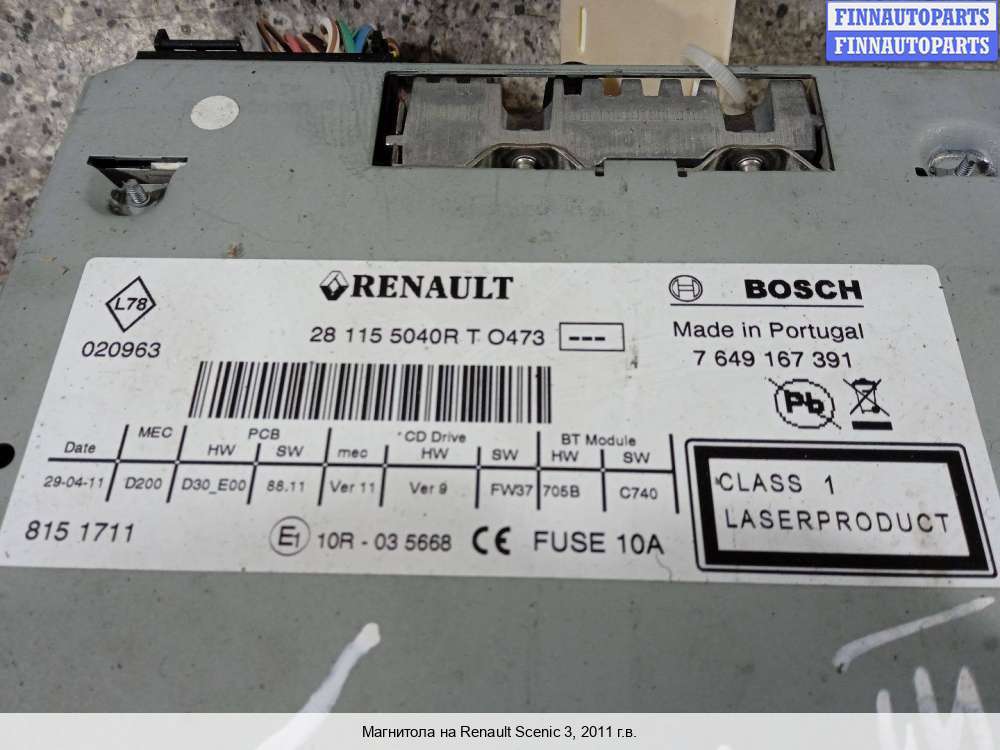 FINNAUTOPARTS
FINNAUTOPARTS
L78
020963
RENAULT
28 115 5040R T O473 ---
BOSCH
Made in Portugal
7 649 167 391
Pb
Date MEC PCB CD Drive BT Module
HW SW mec HW SW HW SW
29-04-11 D200 D30_E00 88.11 Ver 11 Ver 9 FW37 705B C740
CLASS 1
LASERPRODUCT
815 1711
E1 10R - 03 5668 CE FUSE 10A
Магнитола на Renault Scenic 3, 2011 г.в.